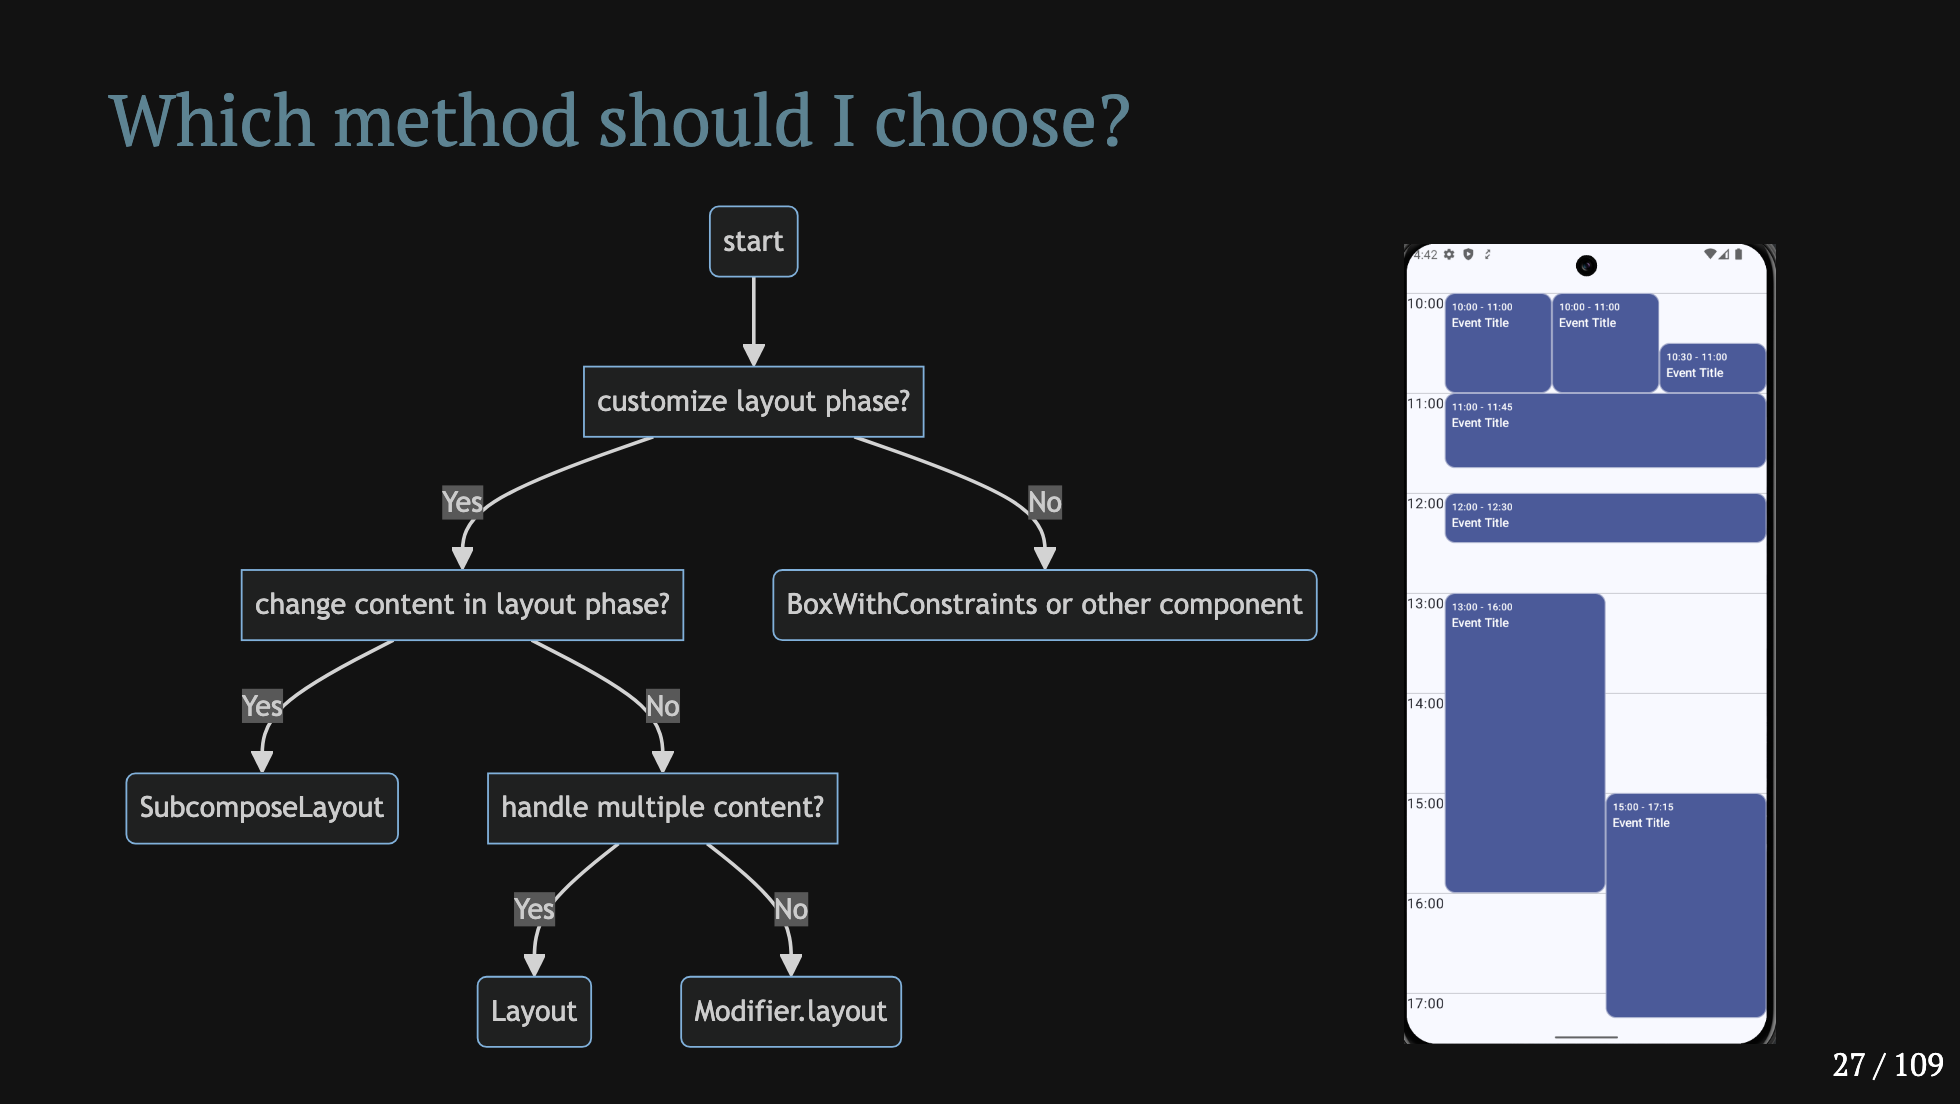 Which method should I choose?
start
customize layout phase?
Yes
No
change content in layout phase?
BoxWithConstraints or other component
Yes
No
SubcomposeLayout
handle multiple content?
Yes
No
Layout
Modifier.layout
4:42
10:00
10:00 - 11:00
Event Title
10:00 - 11:00
Event Title
10:30 - 11:00
Event Title
11:00
11:00 - 11:45
Event Title
12:00
12:00 - 12:30
Event Title
13:00
13:00 - 16:00
Event Title
14:00
15:00
15:00 - 17:15
Event Title
16:00
17:00
27 / 109